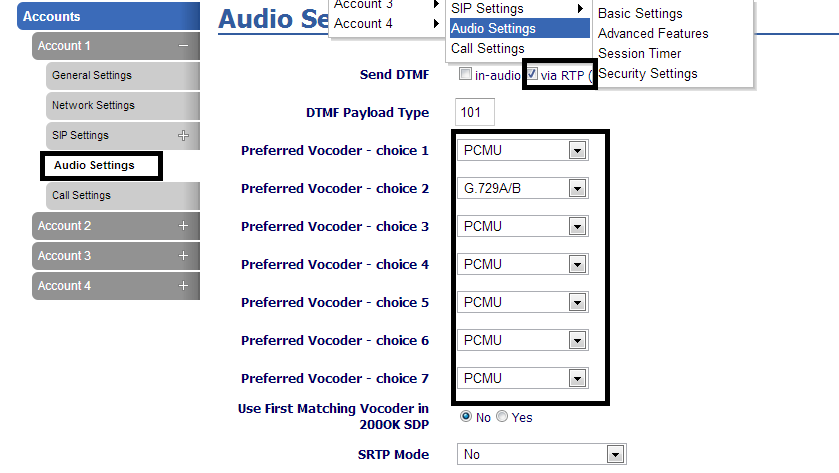 Accounts
Account 1
General Settings
Network Settings
SIP Settings
Audio Settings
Call Settings
Account 2
Account 3
Account 4
Audio Se
Account 3
Account 4
SIP Settings
Audio Settings
Call Settings
Basic Settings
Advanced Features
Session Timer
Security Settings
Send DTMF in-audio via RTP (
DTMF Payload Type 101
Preferred Vocoder - choice 1 PCMU
Preferred Vocoder - choice 2 G.729A/B
Preferred Vocoder - choice 3 PCMU
Preferred Vocoder - choice 4 PCMU
Preferred Vocoder - choice 5 PCMU
Preferred Vocoder - choice 6 PCMU
Preferred Vocoder - choice 7 PCMU
Use First Matching Vocoder in
200OK SDP No Yes
SRTP Mode No